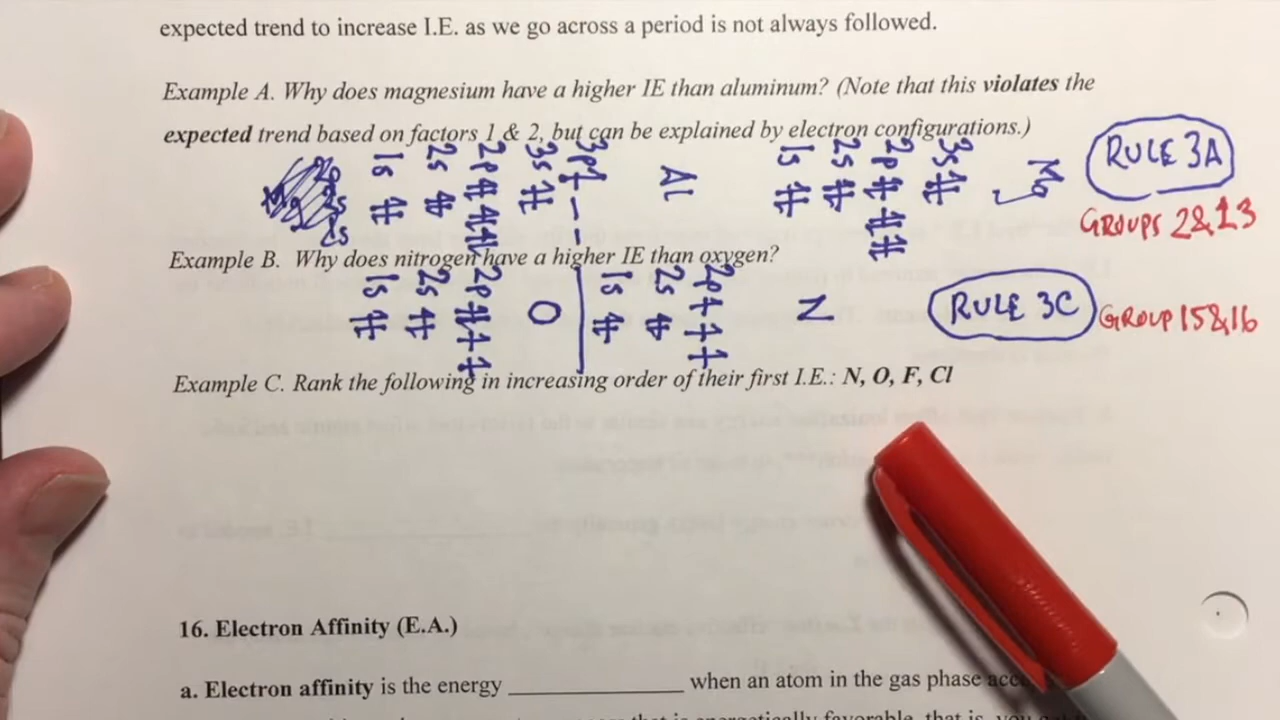 expected trend to increase I.E. as we go across a period is not always followed.
Example A. Why does magnesium have a higher IE than aluminum? (Note that this violates the
expected trend based on factors 1 & 2, but can be explained by electron configurations.)
RULE 3A
GROUPS 2&13
1s 2s 2p 3s 3p Al
1s 2s 2p 3s Mg
Example B. Why does nitrogen have a higher IE than oxygen?
1s 2s 2p O
1s 2s 2p N
RULE 3C
GROUP 15&16
Example C. Rank the following in increasing order of their first I.E.: N, O, F, Cl
16. Electron Affinity (E.A.)
a. Electron affinity is the energy ______________ when an atom in the gas phase